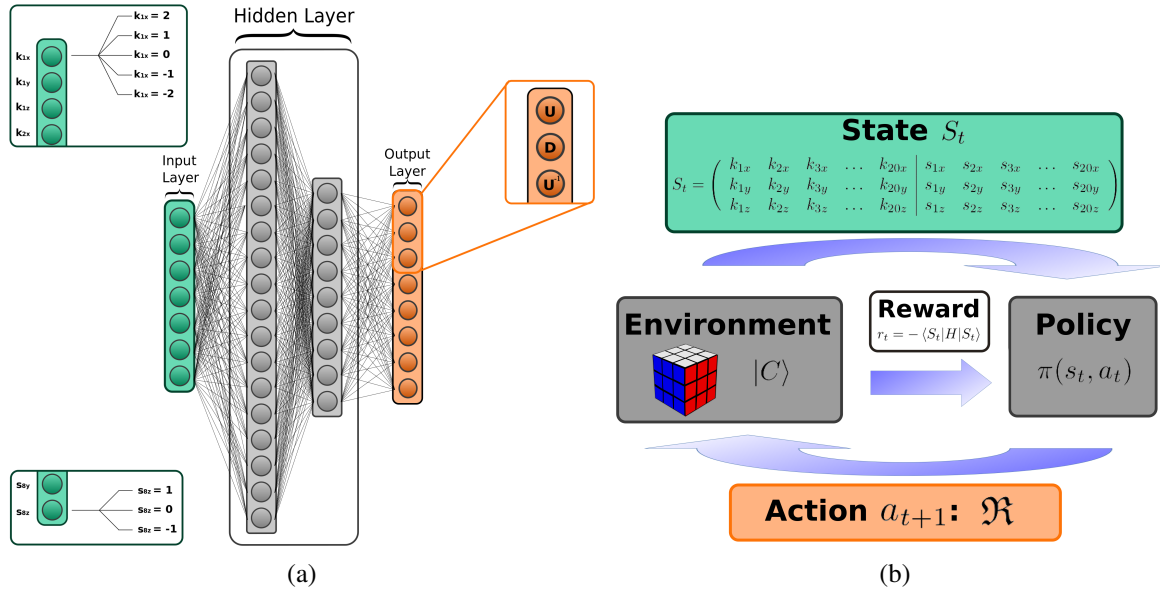 Hidden Layer
k1x = 2
k1x = 1
k1x = 0
k1x = -1
k1x = -2
k1x
k1y
k1z
k2x
Input
Layer
Output
Layer
U
D
U-1
s8y
s8z
s8z = 1
s8z = 0
s8z = -1
(a)
State St
St = ( k1x k2x k3x … k20x | s1x s2x s3x … s20x
k1y k2y k3y … k20y | s1y s2y s3y … s20y
k1z k2z k3z … k20z | s1z s2z s3z … s20z )
Environment
|C⟩
Reward
rt = − ⟨St|H|St⟩
Policy
π(st, at)
Action at+1: ℜ
(b)